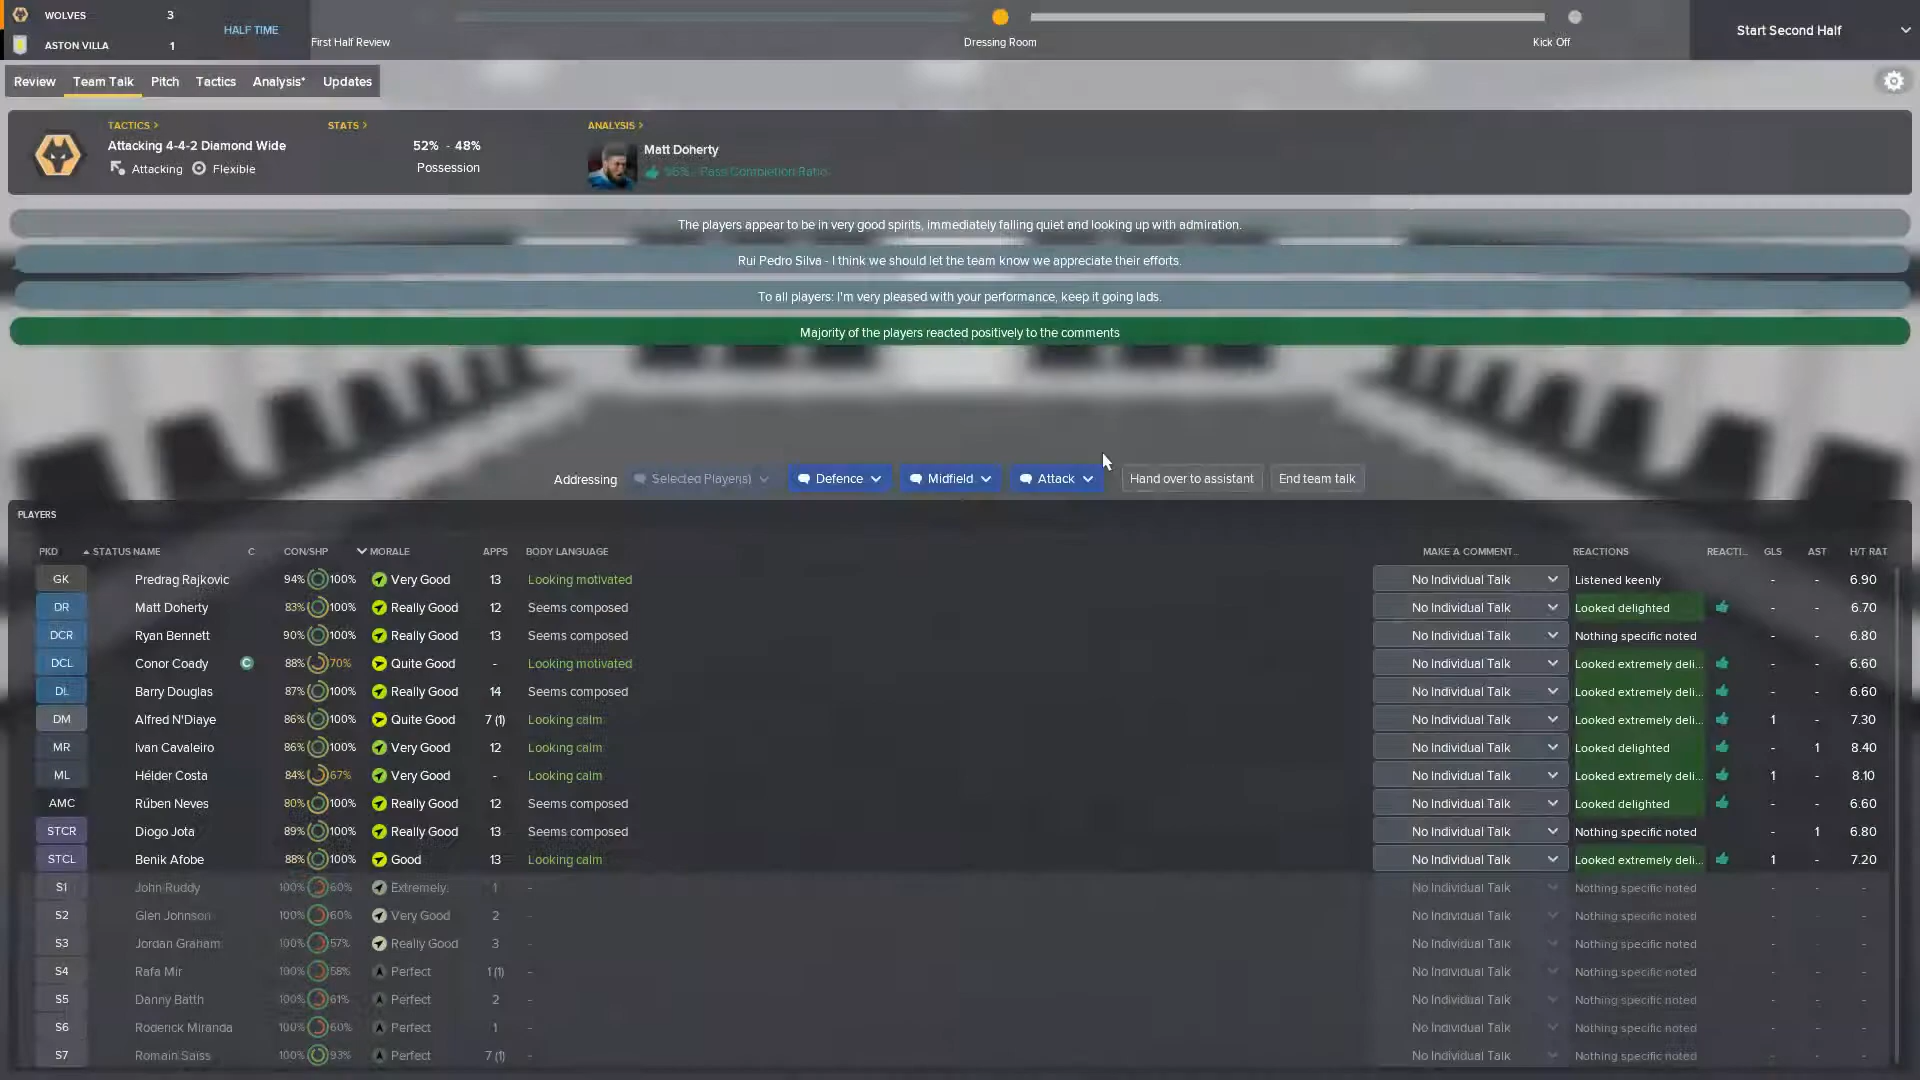 WOLVES 3
ASTON VILLA 1
HALF TIME
First Half Review
Dressing Room
Kick Off
Start Second Half
Review Team Talk Pitch Tactics Analysis* Updates
TACTICS >
Attacking 4-4-2 Diamond Wide
Attacking Flexible
STATS >
52% - 48%
Possession
ANALYSIS >
Matt Doherty
Pass Completion Ratio
The players appear to be in very good spirits, immediately falling quiet and looking up with admiration.
Rui Pedro Silva - I think we should let the team know we appreciate their efforts.
To all players: I'm very pleased with your performance, keep it going lads.
Majority of the players reacted positively to the comments
Addressing Selected Player(s) Defence Midfield Attack Hand over to assistant End team talk
PLAYERS
PKD STATUS NAME C CON/SHP MORALE APPS BODY LANGUAGE MAKE A COMMENT... REACTIONS REACTI... GLS AST H/T RAT
GK Predrag Rajkovic 94% 100% Very Good 13 Looking motivated No Individual Talk Listened keenly - - 6.90
DR Matt Doherty 83% 100% Really Good 12 Seems composed No Individual Talk Looked delighted - - 6.70
DCR Ryan Bennett 90% 100% Really Good 13 Seems composed No Individual Talk Nothing specific noted - - 6.80
DCL Conor Coady C 88% 70% Quite Good - Looking motivated No Individual Talk Looked extremely deli... - - 6.60
DL Barry Douglas 87% 100% Really Good 14 Seems composed No Individual Talk Looked extremely deli... - - 6.60
DM Alfred N'Diaye 86% 100% Quite Good 7 (1) Looking calm No Individual Talk Looked extremely deli... 1 - 7.30
MR Ivan Cavaleiro 86% 100% Very Good 12 Looking calm No Individual Talk Looked delighted - 1 8.40
ML Hélder Costa 84% 67% Very Good - Looking calm No Individual Talk Looked extremely deli... 1 - 8.10
AMC Rúben Neves 80% 100% Really Good 12 Seems composed No Individual Talk Looked delighted - - 6.60
STCR Diogo Jota 89% 100% Really Good 13 Seems composed No Individual Talk Nothing specific noted - 1 6.80
STCL Benik Afobe 88% 100% Good 13 Looking calm No Individual Talk Looked extremely deli... 1 - 7.20
S1 John Ruddy 100% 60% Extremely. 1 - No Individual Talk Nothing specific noted - - -
S2 Glen Johnson 100% 60% Very Good 2 - No Individual Talk Nothing specific noted - - -
S3 Jordan Graham 100% 57% Really Good 3 - No Individual Talk Nothing specific noted - - -
S4 Rafa Mir 100% 58% Perfect 1 (1) - No Individual Talk Nothing specific noted - - -
S5 Danny Batth 100% 61% Perfect 2 - No Individual Talk Nothing specific noted - - -
S6 Roderick Miranda 100% 60% Perfect 1 - No Individual Talk Nothing specific noted - - -
S7 Romain Saiss 100% 93% Perfect 7 (1) - No Individual Talk Nothing specific noted - - -